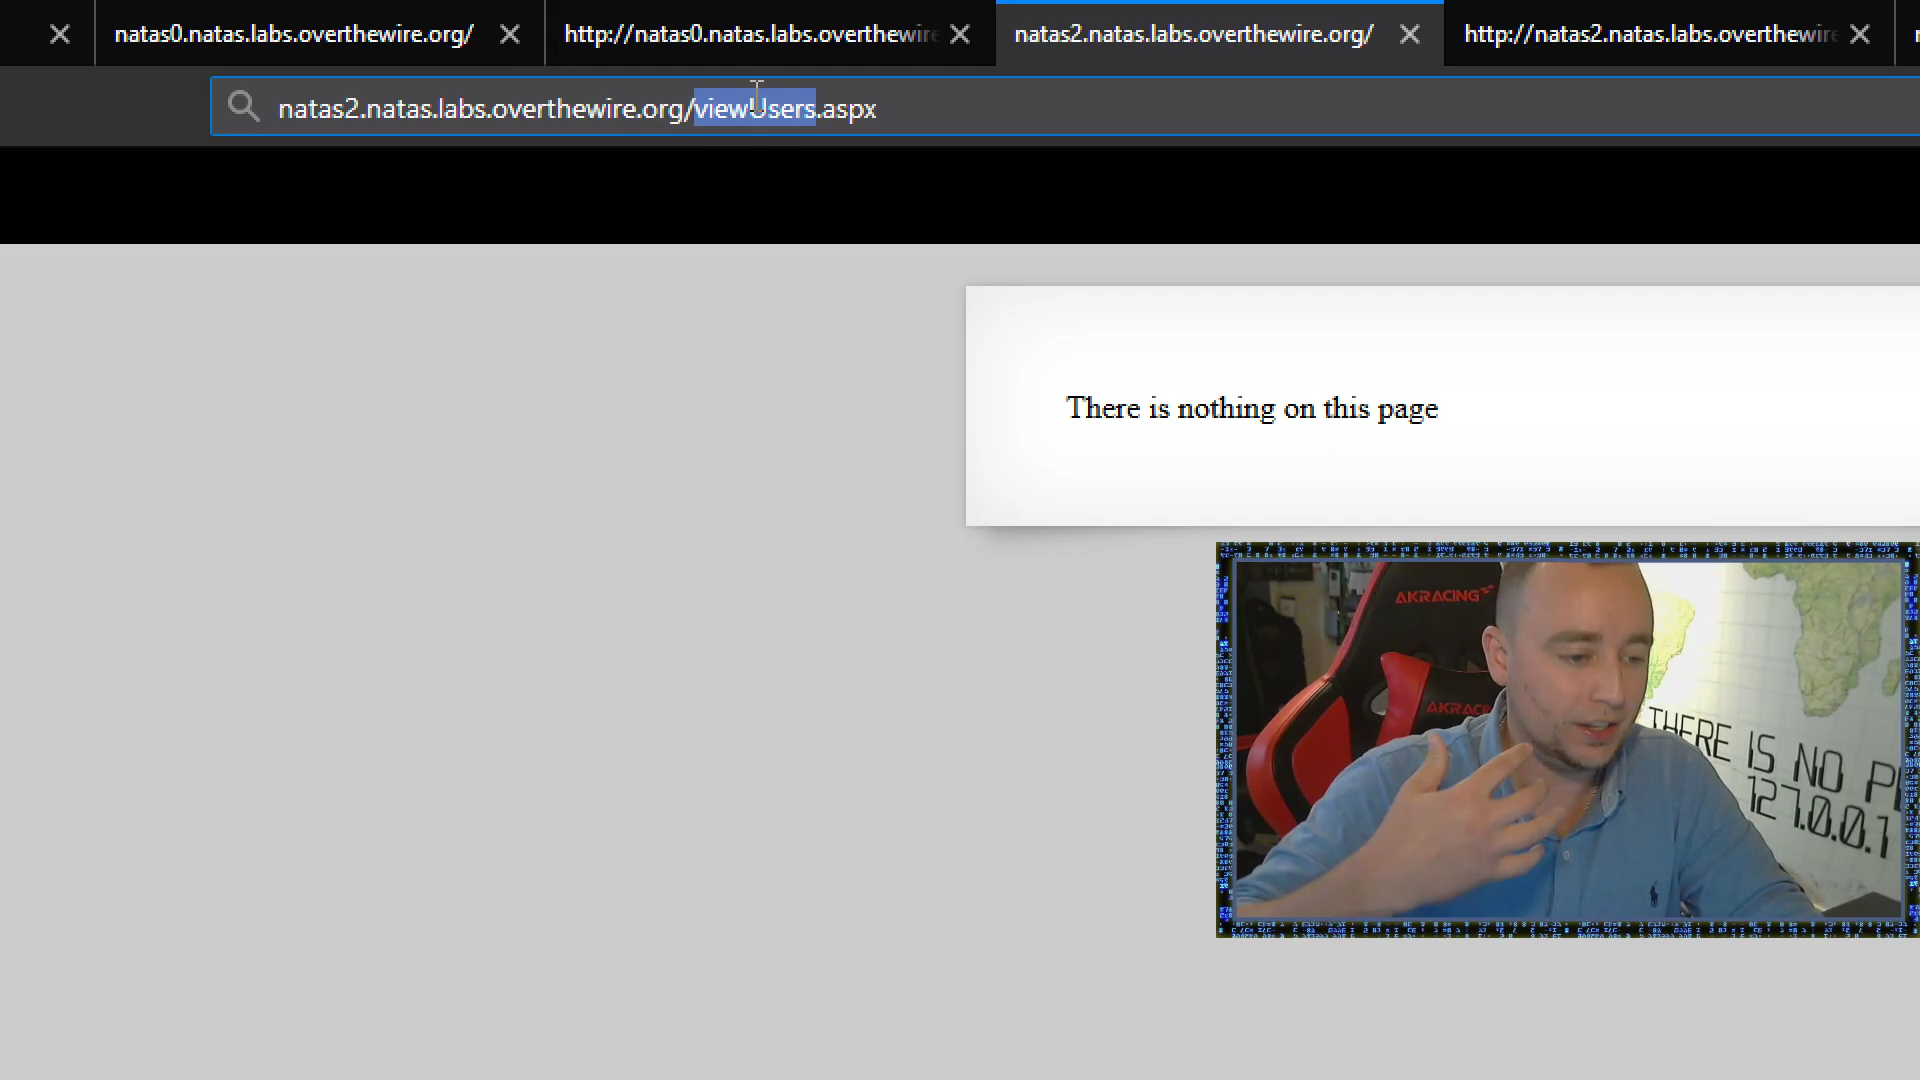 natas0.natas.labs.overthewire.org/
http://natas0.natas.labs.overthewire
natas2.natas.labs.overthewire.org/
http://natas2.natas.labs.overthewire
natas2.natas.labs.overthewire.org/viewUsers.aspx
There is nothing on this page
AKRACING
AKRACING
THERE IS NO
127.0.0.1